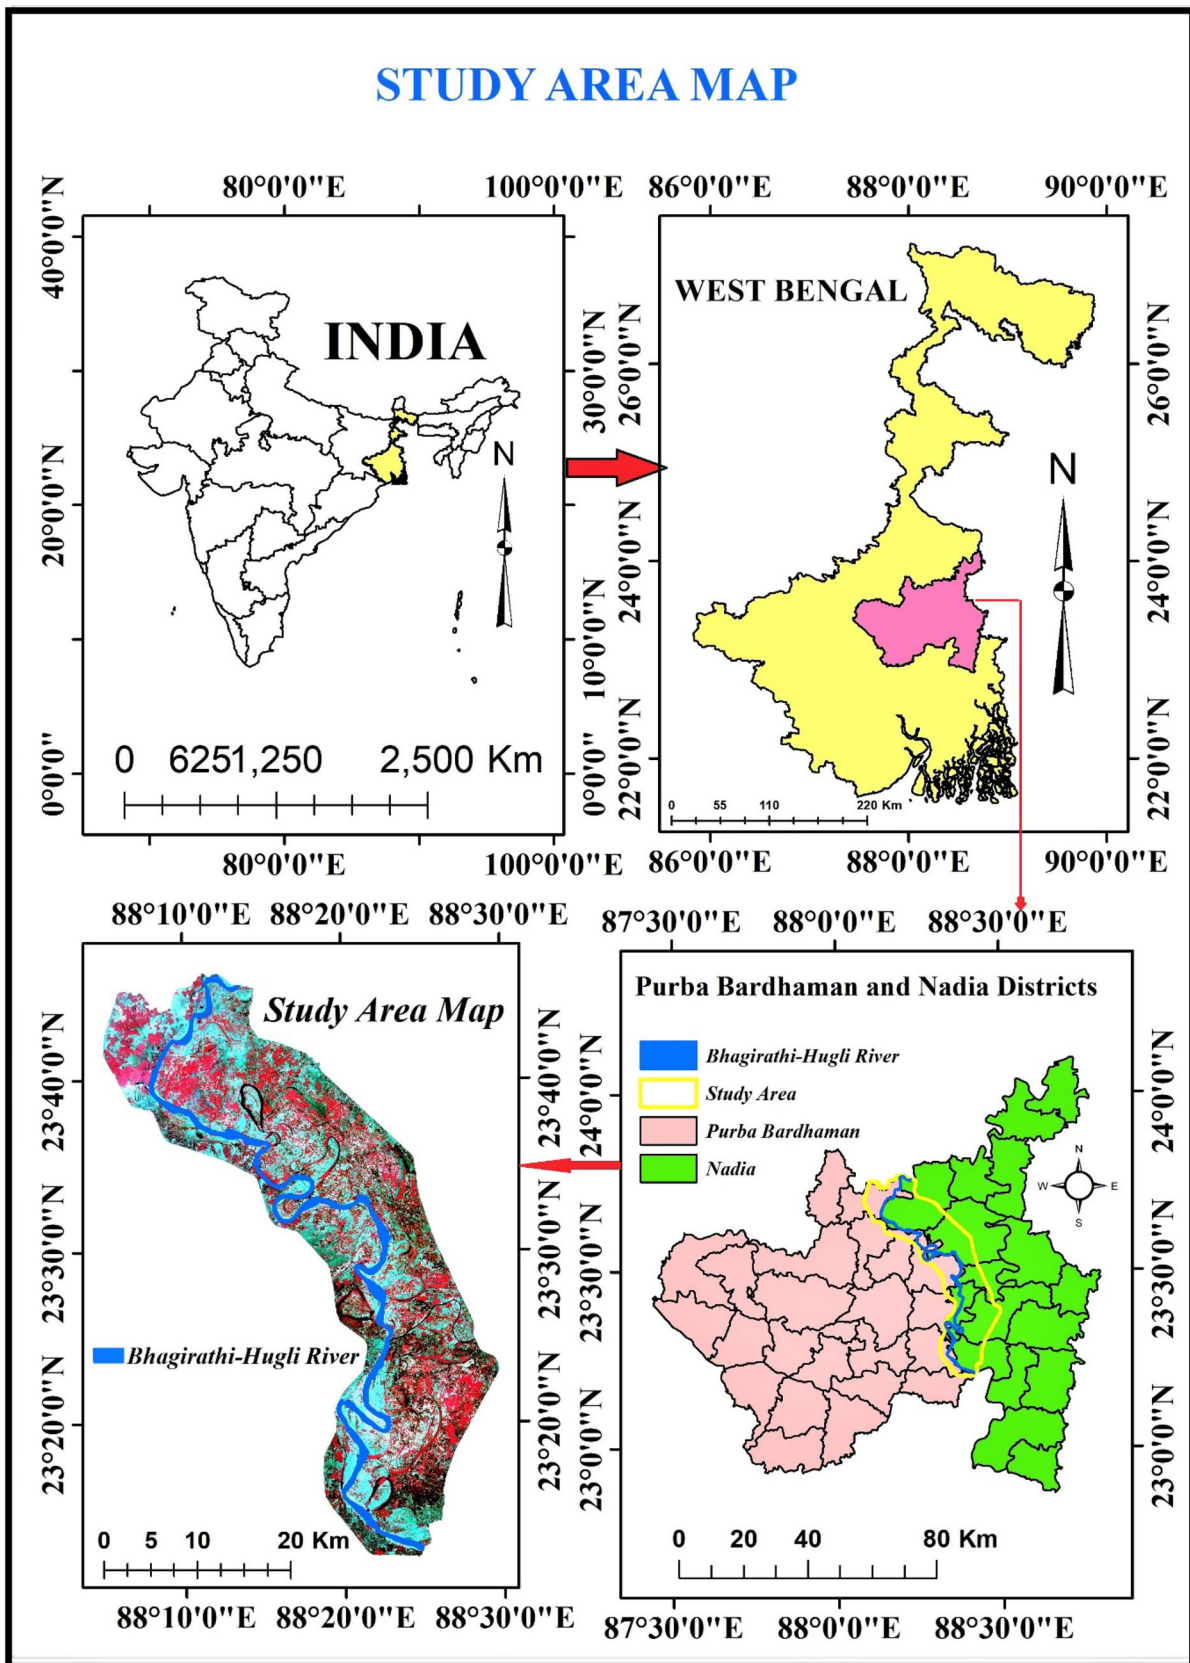 STUDY AREA MAP
80°0'0"E 100°0'0"E
86°0'0"E 88°0'0"E 90°0'0"E
40°0'0"N
20°0'0"N
0°0'0"
INDIA
N
0 6251,250 2,500 Km
30°0'0"N
10°0'0"N
0°0'0"
80°0'0"E 100°0'0"E
26°0'0"N
24°0'0"N
22°0'0"N
WEST BENGAL
N
0 55 110 220 Km
26°0'0"N
24°0'0"N
22°0'0"N
86°0'0"E 88°0'0"E 90°0'0"E
88°10'0"E 88°20'0"E 88°30'0"E
23°40'0"N
23°30'0"N
23°20'0"N
Study Area Map
Bhagirathi-Hugli River
0 5 10 20 Km
23°40'0"N
23°30'0"N
23°20'0"N
88°10'0"E 88°20'0"E 88°30'0"E
87°30'0"E 88°0'0"E 88°30'0"E
24°0'0"N
23°30'0"N
23°0'0"N
Purba Bardhaman and Nadia Districts
Bhagirathi-Hugli River
Study Area
Purba Bardhaman
Nadia
N
W E
S
0 20 40 80 Km
24°0'0"N
23°30'0"N
23°0'0"N
87°30'0"E 88°0'0"E 88°30'0"E